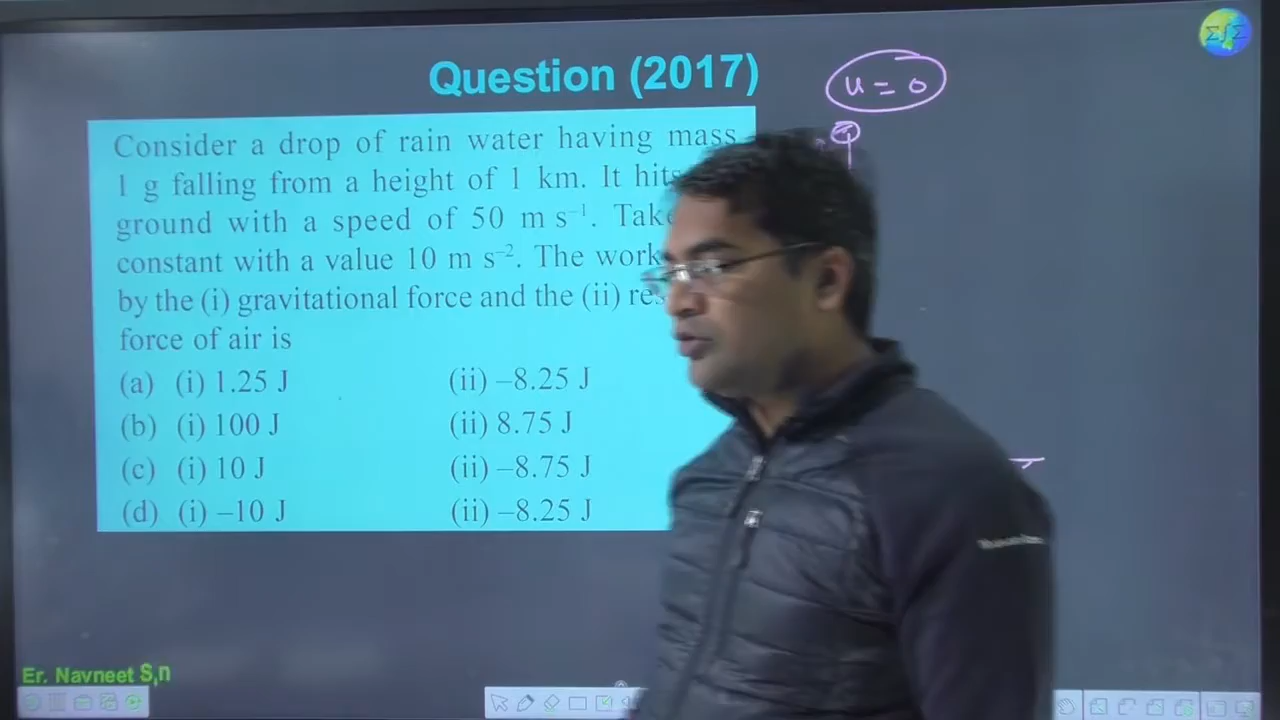 Question (2017)
u = 0
Consider a drop of rain water having mass
1 g falling from a height of 1 km. It hits
ground with a speed of 50 m s⁻¹. Take
constant with a value 10 m s⁻². The work
by the (i) gravitational force and the (ii) res
force of air is
(a) (i) 1.25 J (ii) –8.25 J
(b) (i) 100 J (ii) 8.75 J
(c) (i) 10 J (ii) –8.75 J
(d) (i) –10 J (ii) –8.25 J
Er. Navneet S,n